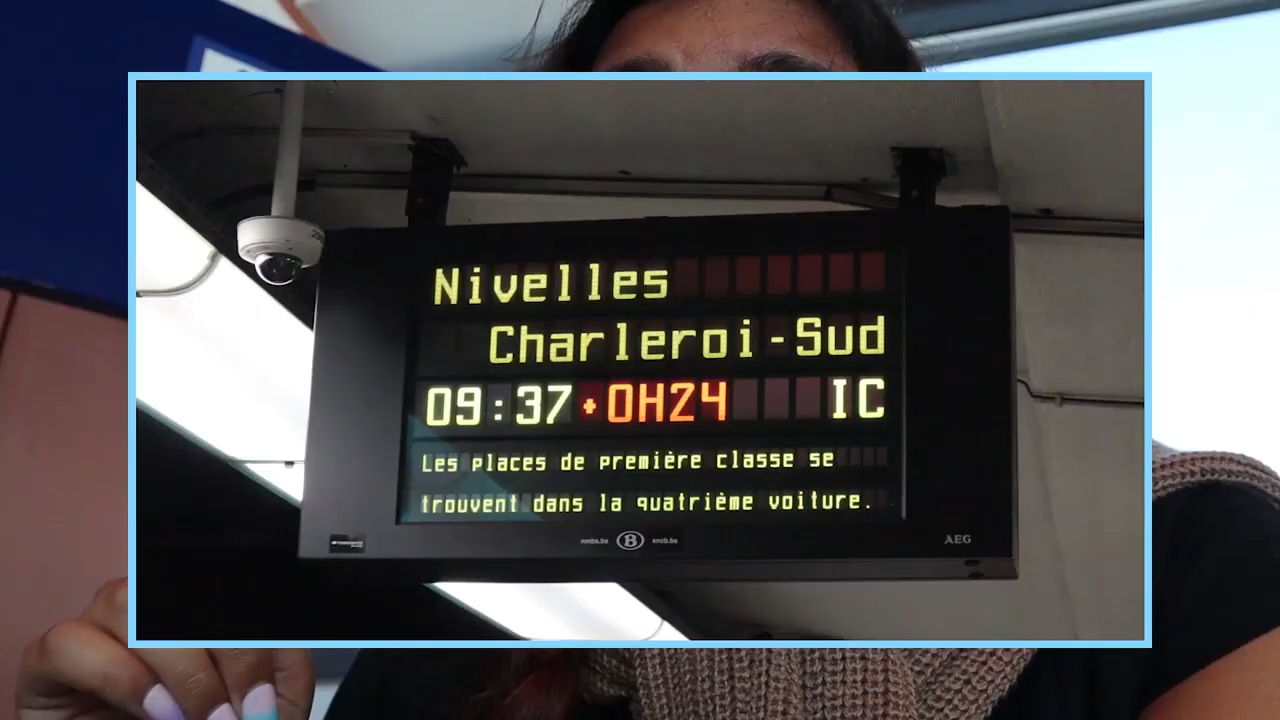 Nivelles
Charleroi-Sud
09:37+0H24 IC
Les places de première classe se
trouvent dans la quatrième voiture.
nmbs.be B sncb.be
AEG